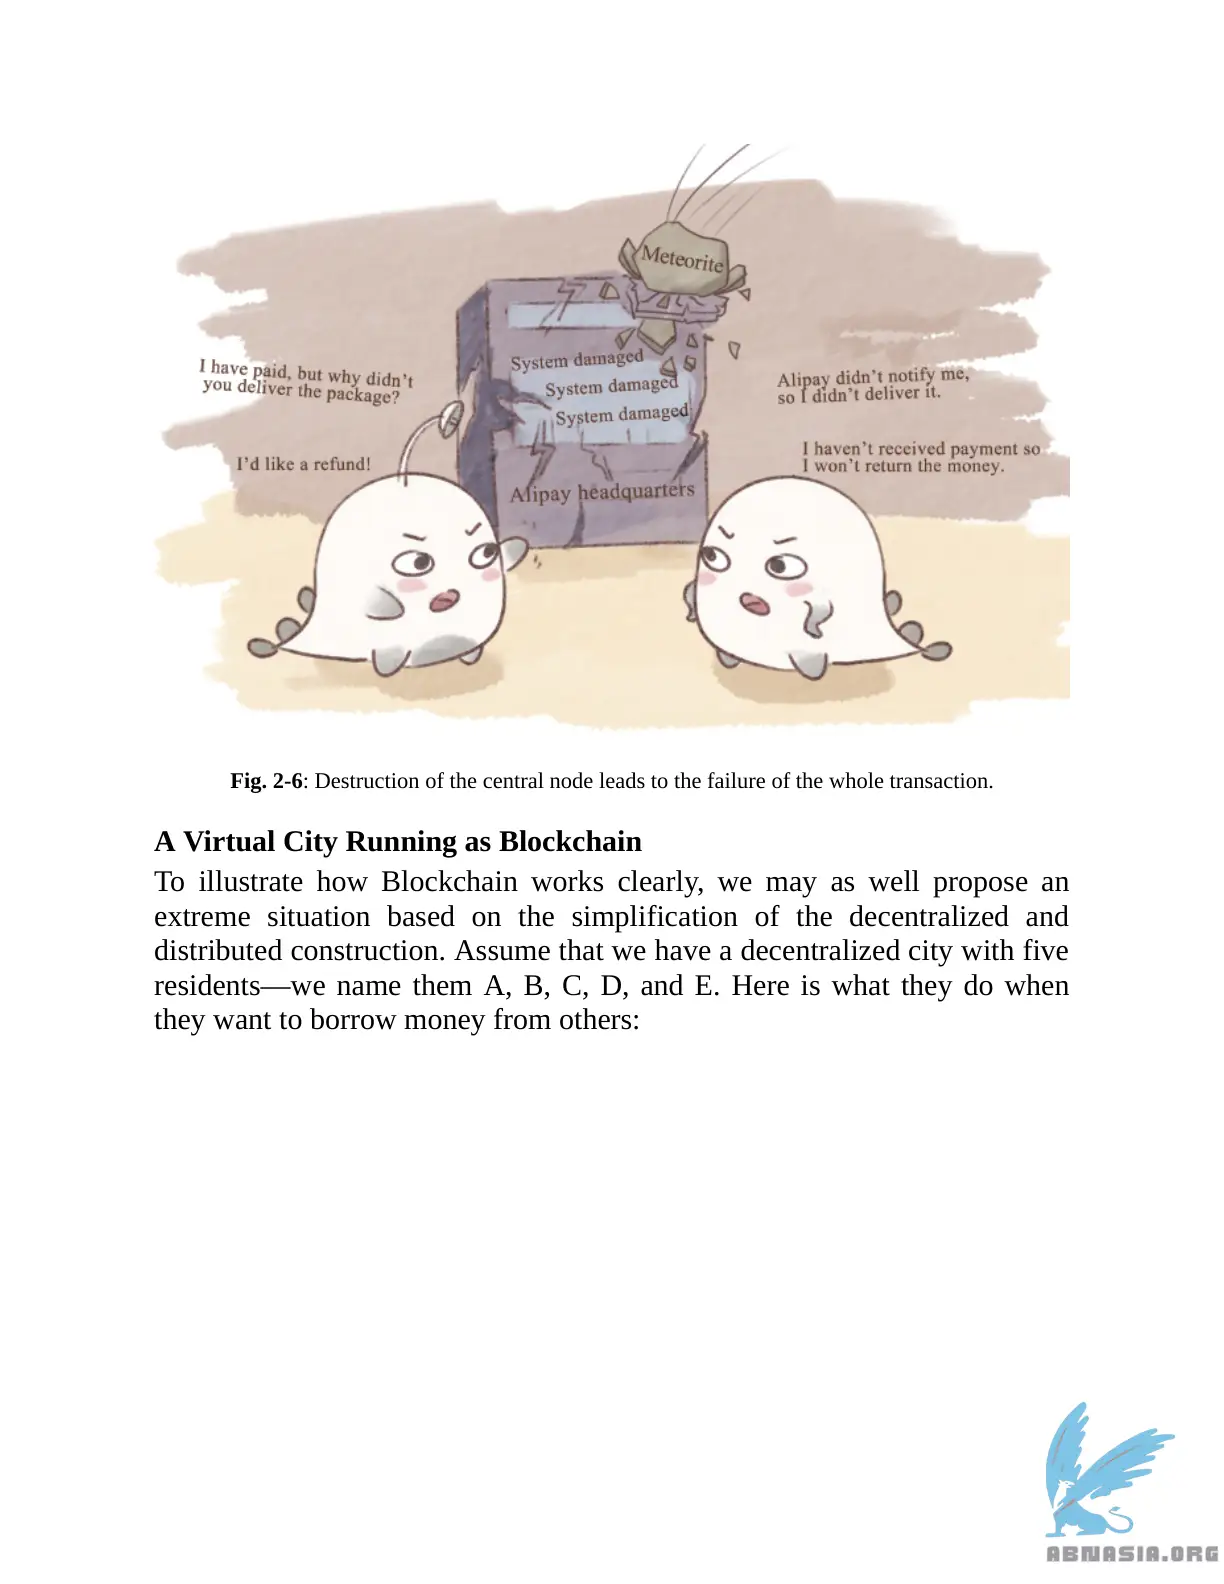 Meteorite
System damaged
System damaged
System damaged
Alipay headquarters
I have paid, but why didn't
you deliver the package?
I'd like a refund!
Alipay didn't notify me,
so I didn't deliver it.
I haven't received payment so
I won't return the money.
Fig. 2-6: Destruction of the central node leads to the failure of the whole transaction.
A Virtual City Running as Blockchain
To illustrate how Blockchain works clearly, we may as well propose an
extreme situation based on the simplification of the decentralized and
distributed construction. Assume that we have a decentralized city with five
residents—we name them A, B, C, D, and E. Here is what they do when
they want to borrow money from others:
ABNASIA.ORG